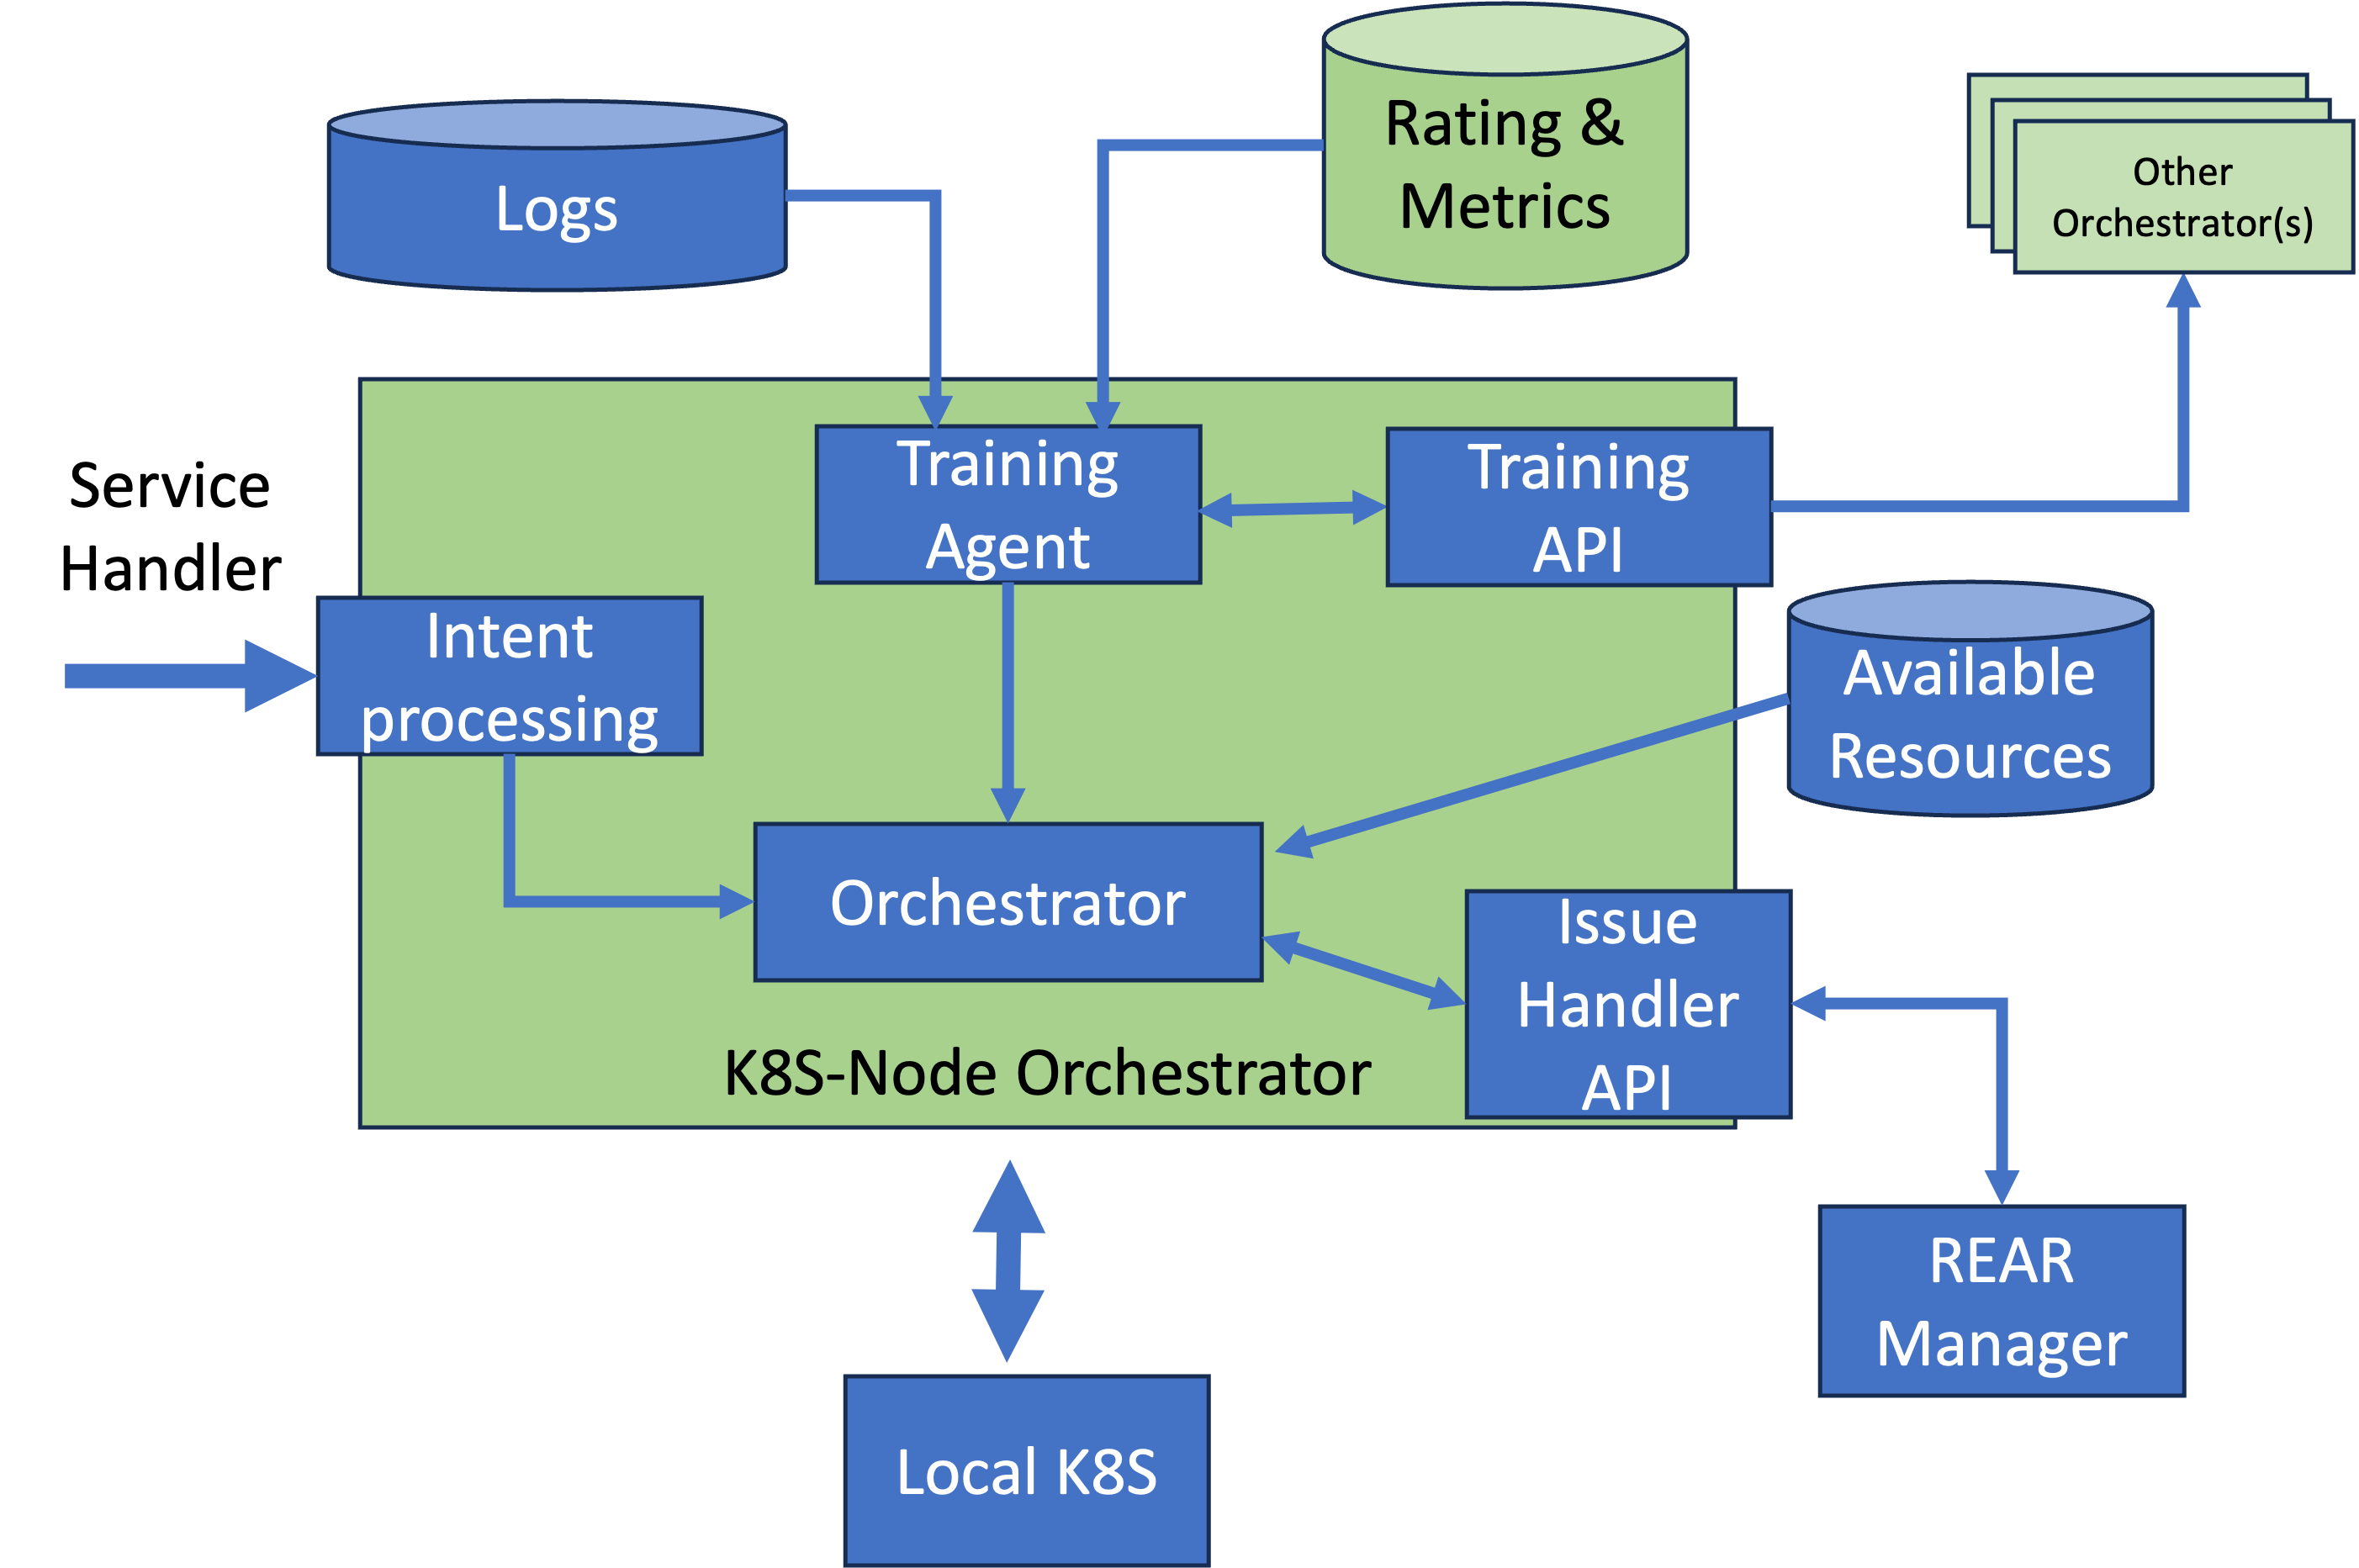 Logs
Rating &
Metrics
Other
Orchestrator(s)
Service
Handler
Training
Agent
Training
API
Intent
processing
Available
Resources
Orchestrator
Issue
Handler
API
K8S-Node Orchestrator
REAR
Manager
Local K8S